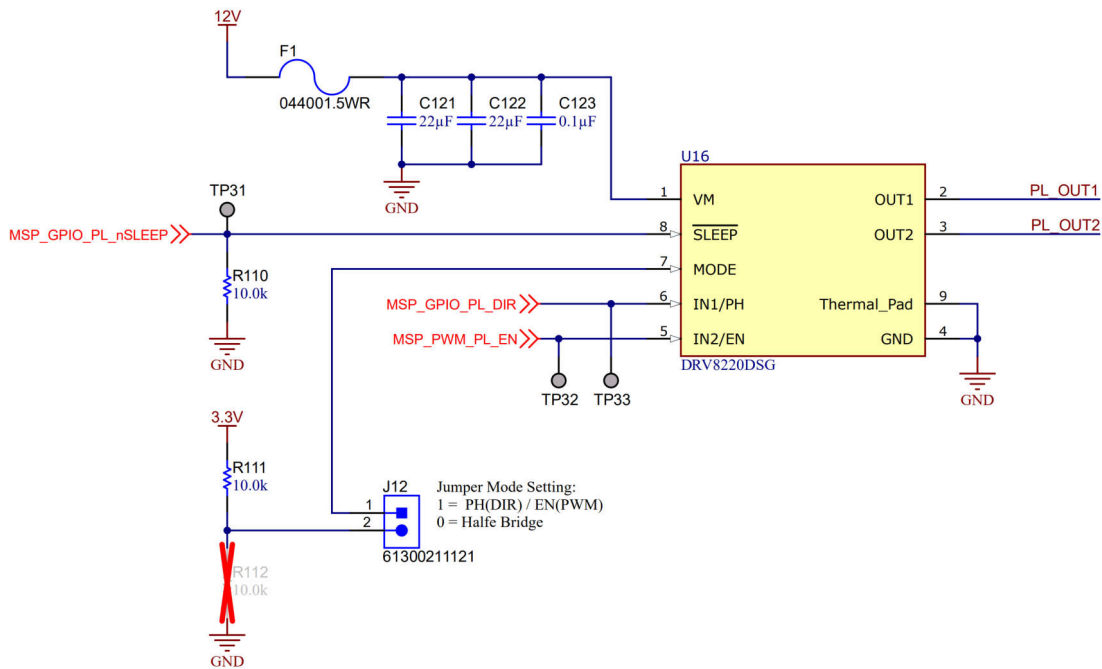 12V
F1
044001.5WR
C121
22µF
C122
22µF
C123
0.1µF
GND
TP31
MSP_GPIO_PL_nSLEEP
R110
10.0k
GND
U16
1 VM
8 SLEEP
7 MODE
6 IN1/PH
5 IN2/EN
OUT1 2
OUT2 3
Thermal_Pad 9
GND 4
DRV8220DSG
PL_OUT1
PL_OUT2
GND
MSP_GPIO_PL_DIR
MSP_PWM_PL_EN
TP32
TP33
3.3V
R111
10.0k
R112
10.0k
GND
J12
1
2
61300211121
Jumper Mode Setting:
1 = PH(DIR) / EN(PWM)
0 = Halfe Bridge